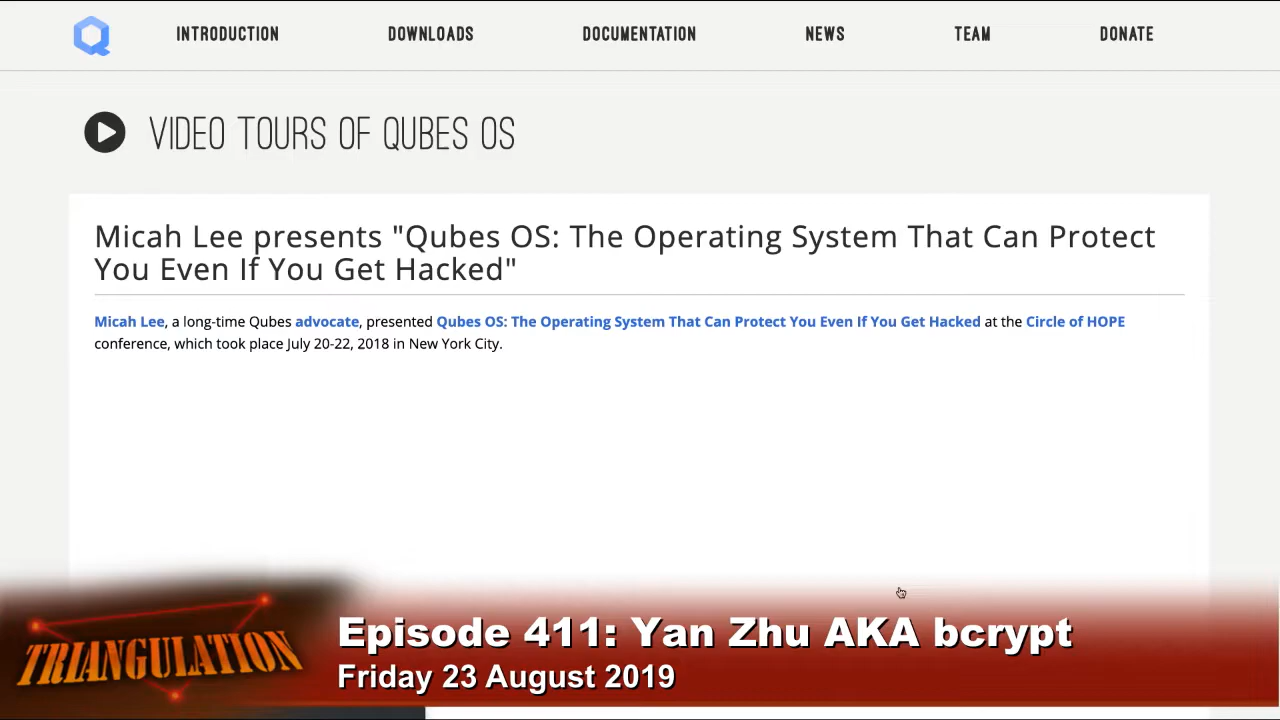 INTRODUCTION DOWNLOADS DOCUMENTATION NEWS TEAM DONATE
VIDEO TOURS OF QUBES OS
Micah Lee presents "Qubes OS: The Operating System That Can Protect
You Even If You Get Hacked"
Micah Lee, a long-time Qubes advocate, presented Qubes OS: The Operating System That Can Protect You Even If You Get Hacked at the Circle of HOPE
conference, which took place July 20-22, 2018 in New York City.
TRIANGULATION
Episode 411: Yan Zhu AKA bcrypt
Friday 23 August 2019